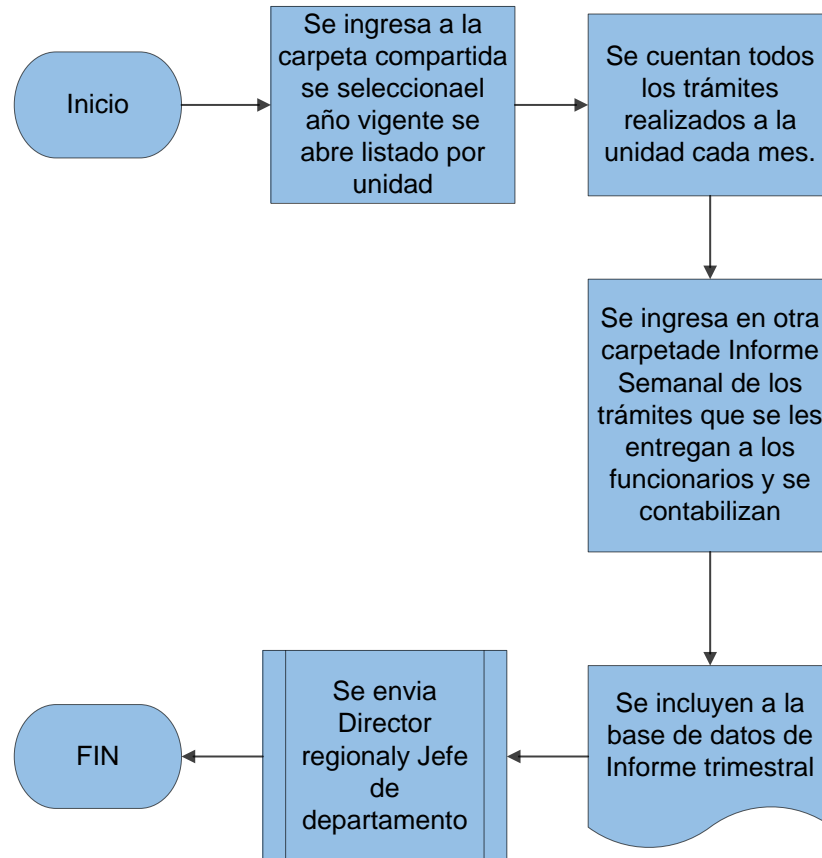 Inicio
Se ingresa a la
carpeta compartida
se seleccionael
año vigente se
abre listado por
unidad
Se cuentan todos
los trámites
realizados a la
unidad cada mes.
Se ingresa en otra
carpetade Informe
Semanal de los
trámites que se les
entregan a los
funcionarios y se
contabilizan
Se incluyen a la
base de datos de
Informe trimestral
Se envia
Director
regionaly Jefe
de
departamento
FIN